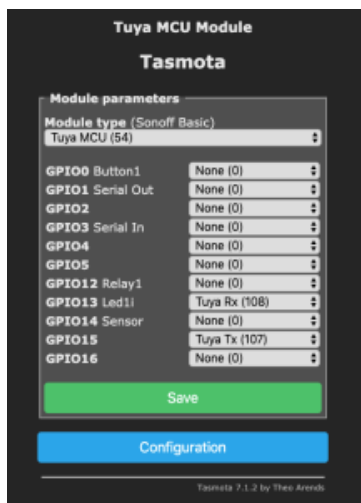 Tuya MCU Module
Tasmota
Module parameters
Module type (Sonoff Basic)
Tuya MCU (54)
GPIO0 Button1 None (0)
GPIO1 Serial Out None (0)
GPIO2 None (0)
GPIO3 Serial In None (0)
GPIO4 None (0)
GPIO5 None (0)
GPIO12 Relay1 None (0)
GPIO13 Led1i Tuya Rx (108)
GPIO14 Sensor None (0)
GPIO15 Tuya Tx (107)
GPIO16 None (0)
Save
Configuration
Tasmota 7.1.2 by Theo Arends